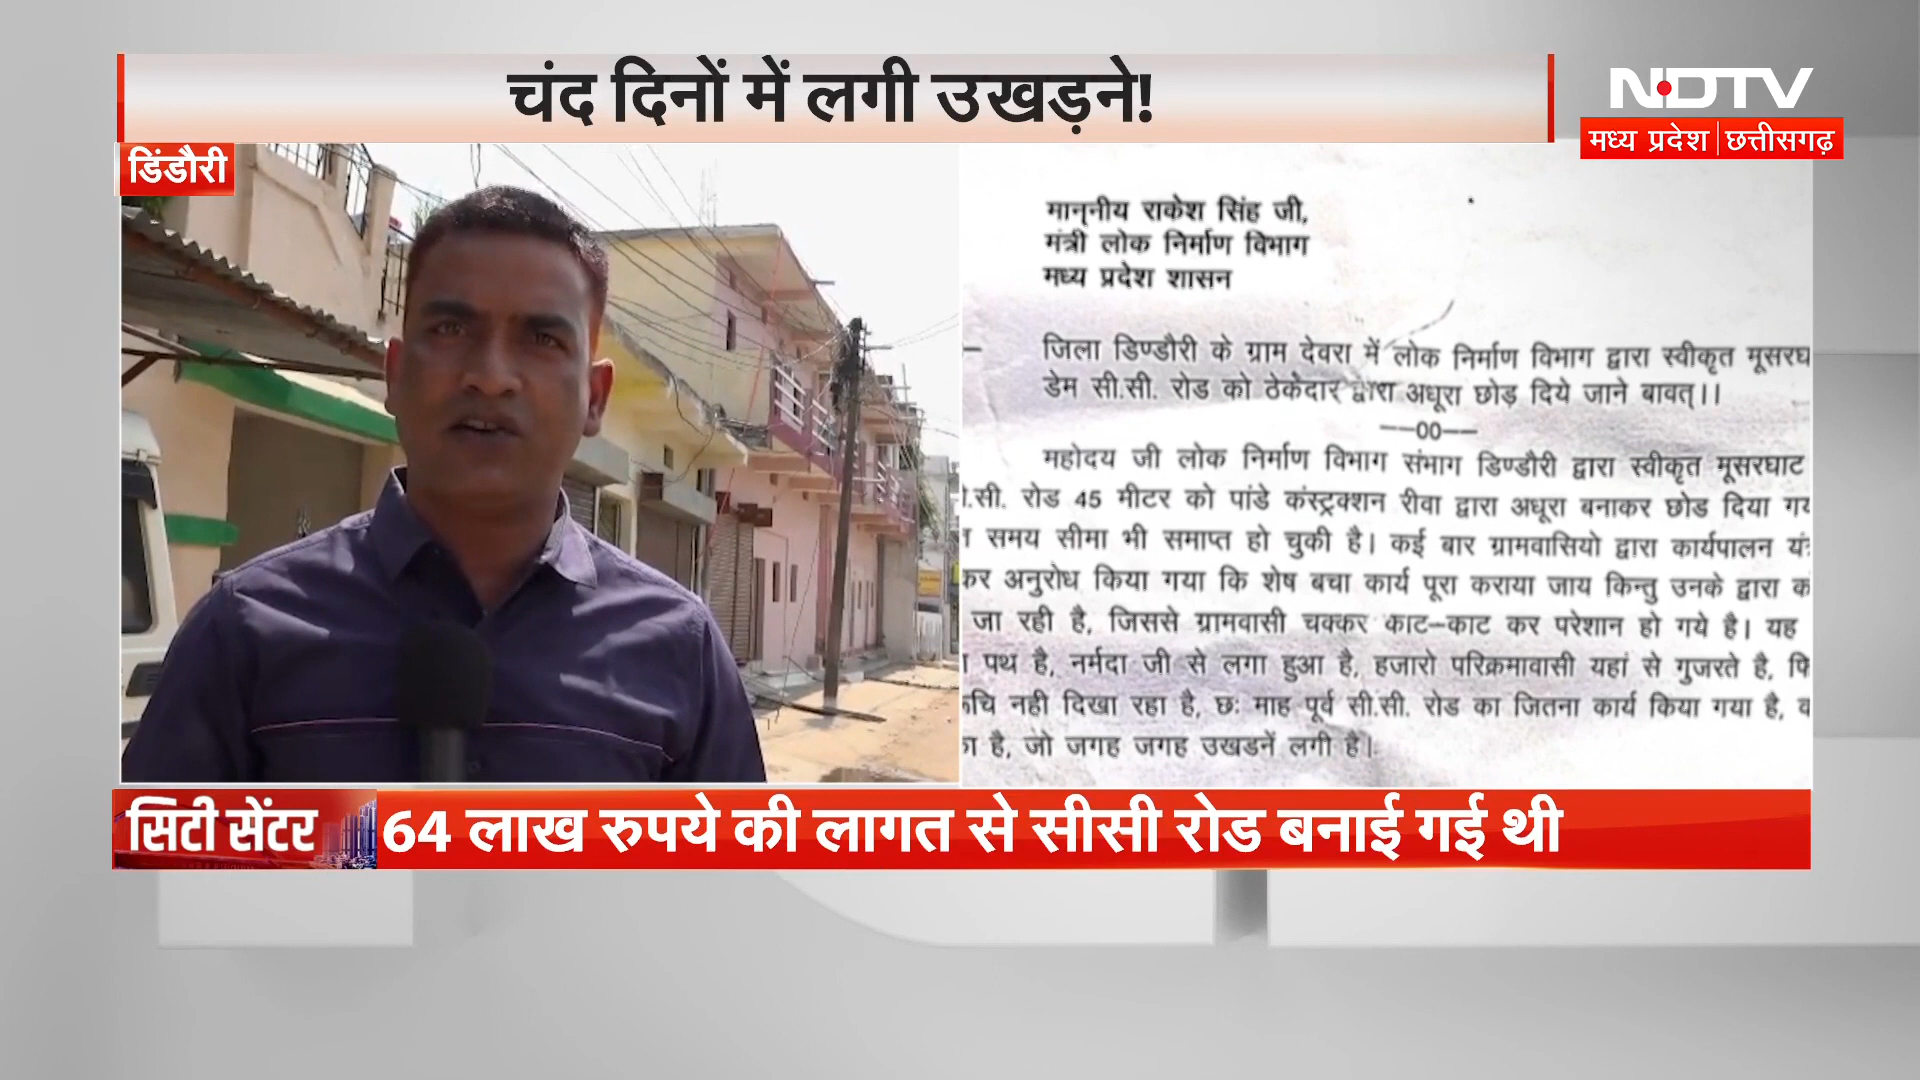 चंद दिनों में लगी उखड़ने!
NDTV
मध्य प्रदेश | छत्तीसगढ़
डिंडौरी
माननीय राकेश सिंह जी,
मंत्री लोक निर्माण विभाग
मध्य प्रदेश शासन
जिला डिण्डौरी के ग्राम देवरा में लोक निर्माण विभाग द्वारा स्वीकृत मूसरघ
डेम सी.सी. रोड को ठेकेदार द्वारा अधूरा छोड़ दिये जाने बावत्।।
——00——
महोदय जी लोक निर्माण विभाग संभाग डिण्डौरी द्वारा स्वीकृत मूसरघाट
.सी. रोड 45 मीटर को पांडे कंस्ट्रक्शन रीवा द्वारा अधूरा बनाकर छोड दिया गय
समय सीमा भी समाप्त हो चुकी है। कई बार ग्रामवासियो द्वारा कार्यपालन यं
कर अनुरोध किया गया कि शेष बचा कार्य पूरा कराया जाय किन्तु उनके द्वारा क
जा रही है, जिससे ग्रामवासी चक्कर काट–काट कर परेशान हो गये है। यह
पथ है, नर्मदा जी से लगा हुआ है, हजारो परिक्रमावासी यहां से गुजरते है, फि
चि नही दिखा रहा है, छः माह पूर्व सी.सी. रोड का जितना कार्य किया गया है, व
है, जो जगह जगह उखडनें लगी है।
सिटी सेंटर
64 लाख रुपये की लागत से सीसी रोड बनाई गई थी